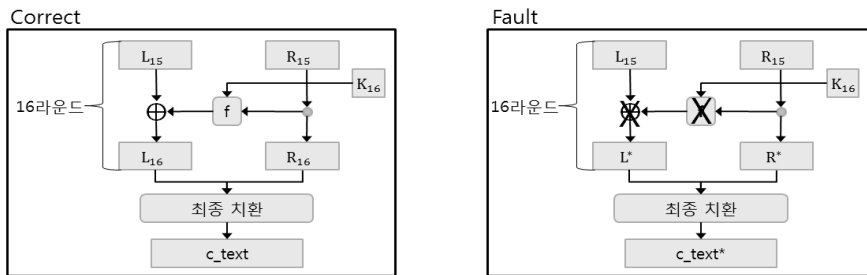 Correct
L₁₅
R₁₅
K₁₆
16라운드
f
L₁₆
R₁₆
최종 치환
c_text
Fault
L₁₅
R₁₅
K₁₆
16라운드
f
L*
R*
최종 치환
c_text*